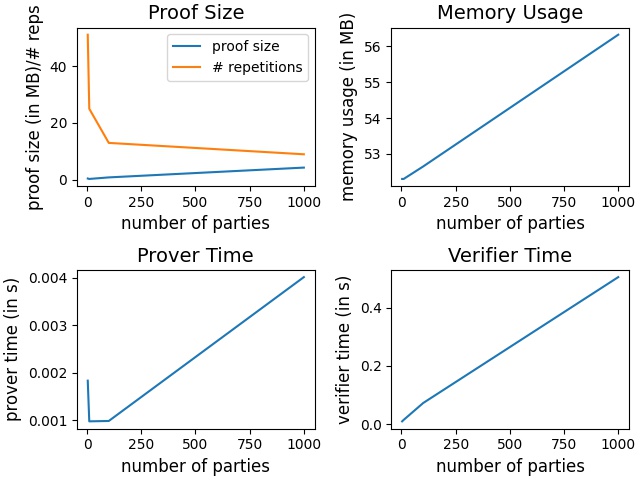 Proof Size
proof size (in MB)/# reps
40
20
0
proof size
# repetitions
0 250 500 750 1000
number of parties
Memory Usage
memory usage (in MB)
56
55
54
53
0 250 500 750 1000
number of parties
Prover Time
prover time (in s)
0.004
0.003
0.002
0.001
0 250 500 750 1000
number of parties
Verifier Time
verifier time (in s)
0.4
0.2
0.0
0 250 500 750 1000
number of parties